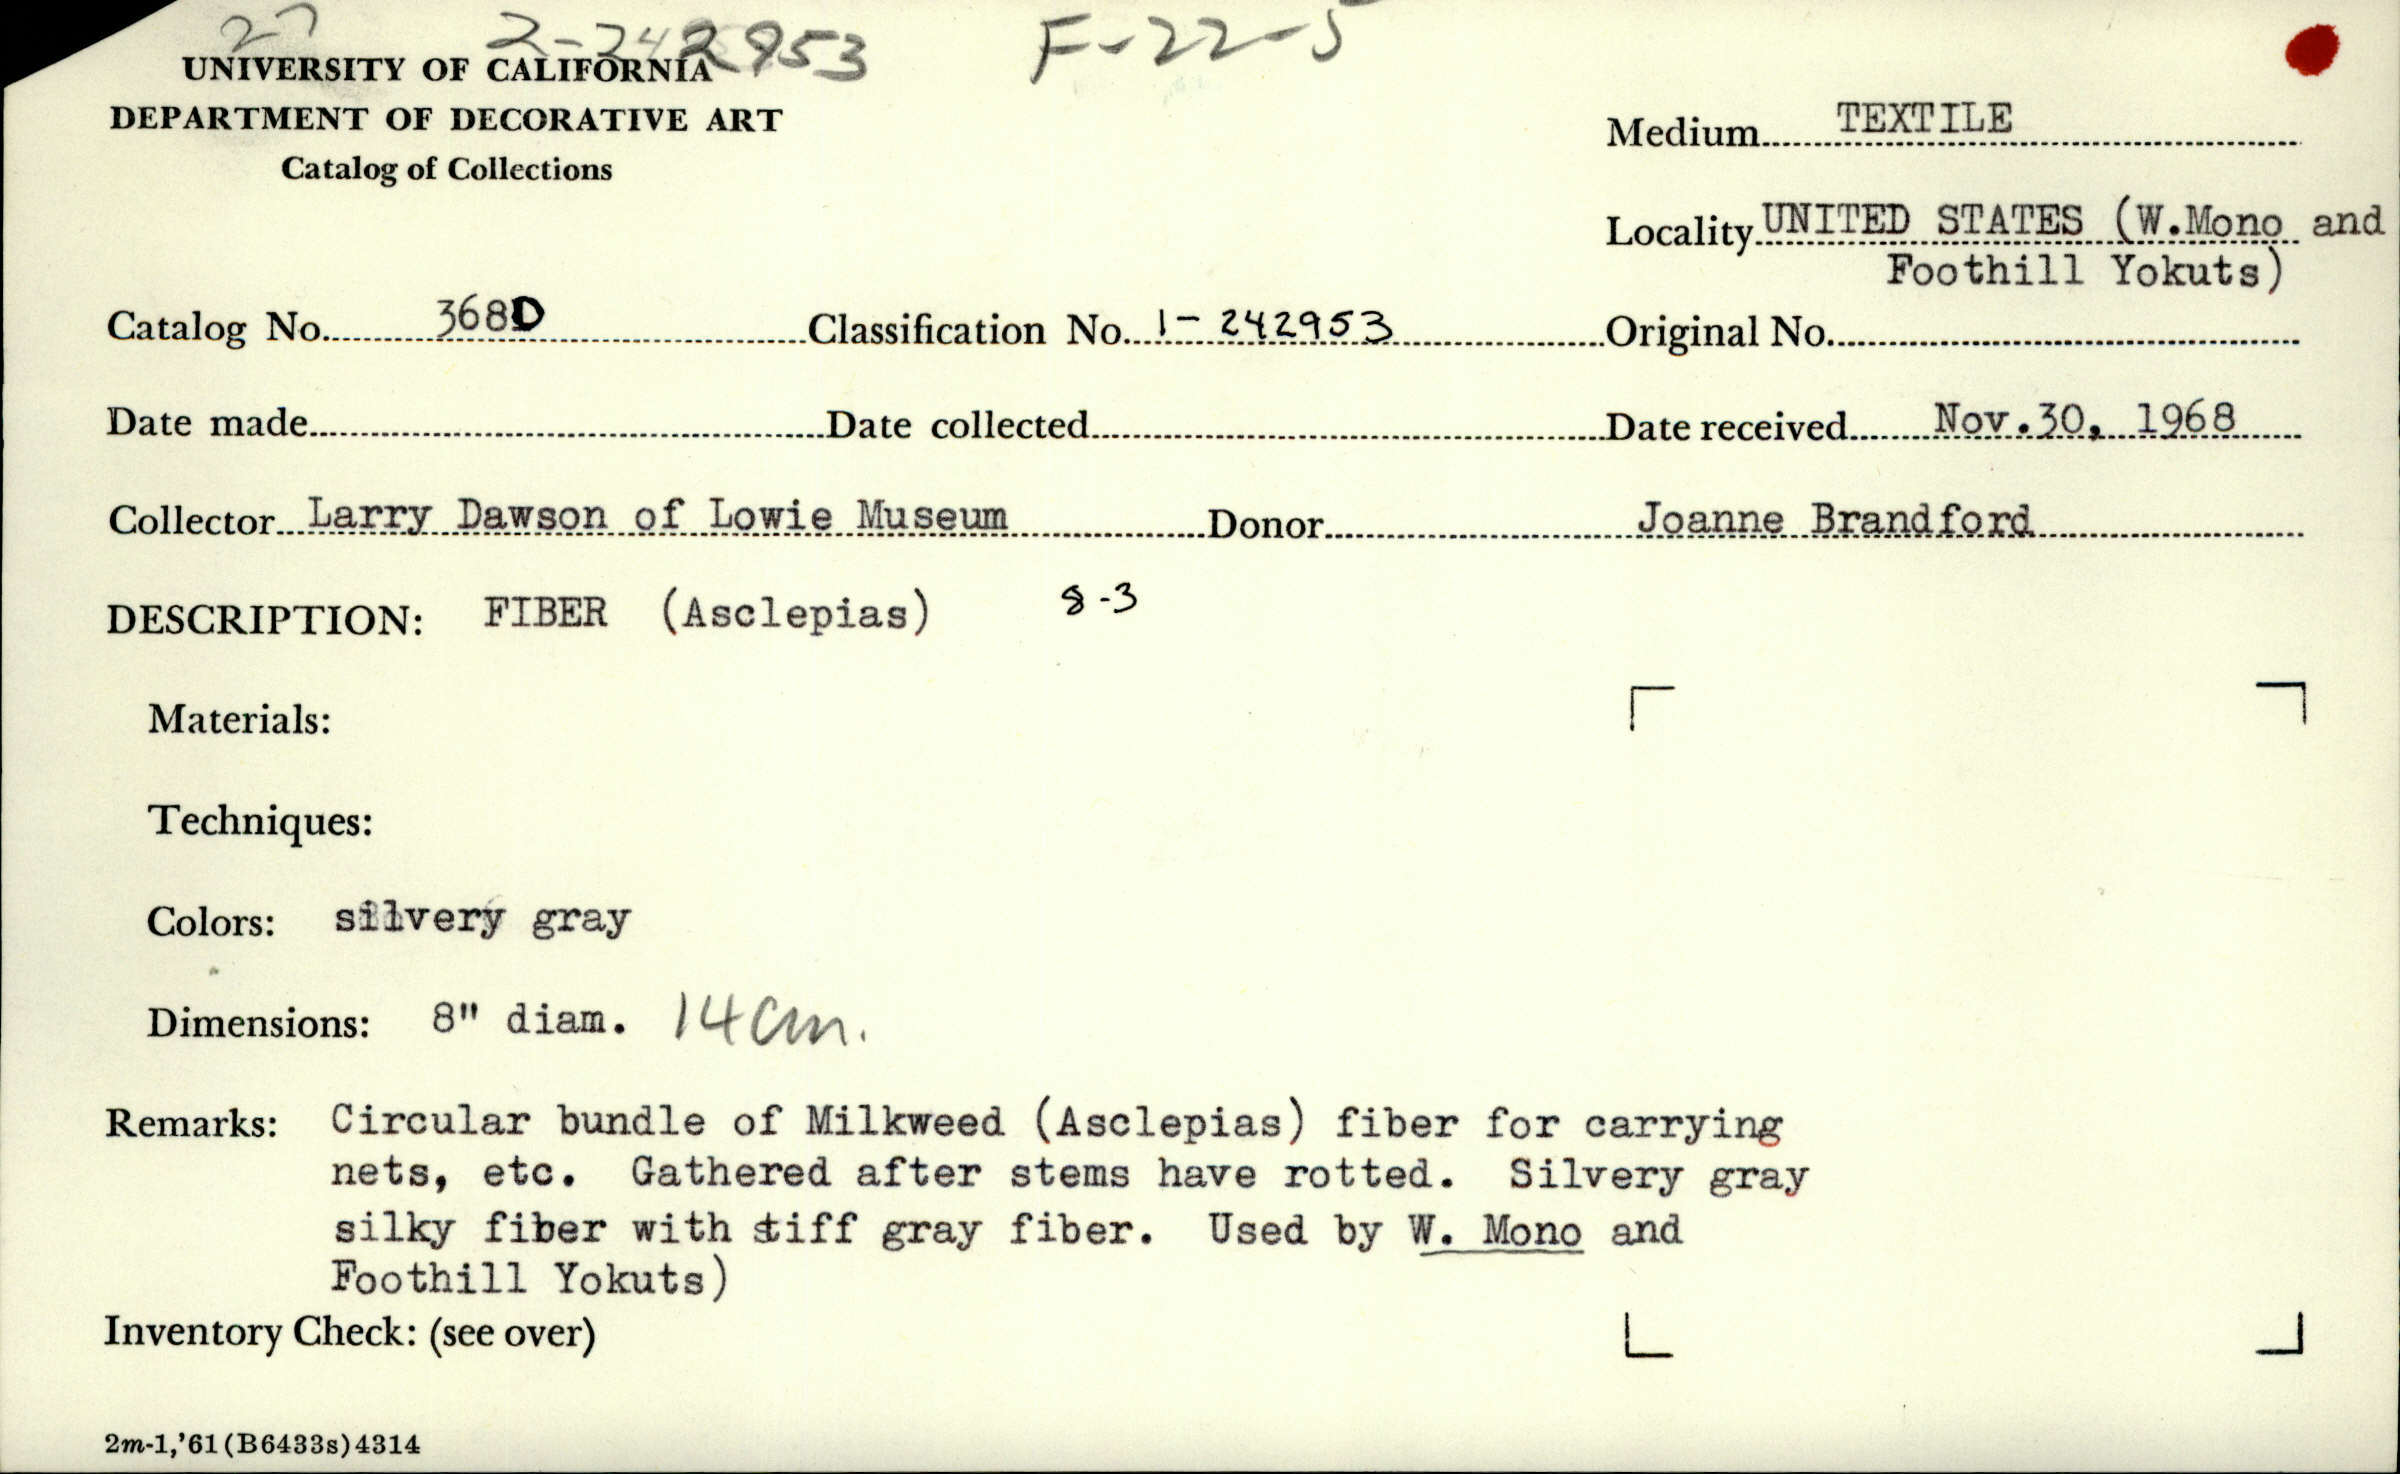 27 2-242953 F-22-5
UNIVERSITY OF CALIFORNIA
DEPARTMENT OF DECORATIVE ART
Catalog of Collections
Medium TEXTILE
Locality UNITED STATES (W.Mono and
Foothill Yokuts)
Catalog No. 368D Classification No. 1-242953 Original No.
Date made Date collected Date received Nov.30, 1968
Collector Larry Dawson of Lowie Museum Donor Joanne Brandford
DESCRIPTION: FIBER (Asclepias) 8-3
Materials:
Techniques:
Colors: silvery gray
Dimensions: 8" diam. 14 cm.
Remarks: Circular bundle of Milkweed (Asclepias) fiber for carrying
nets, etc. Gathered after stems have rotted. Silvery gray
silky fiber with stiff gray fiber. Used by W. Mono and
Foothill Yokuts)
Inventory Check: (see over)
2m-1,'61(B6433s)4314